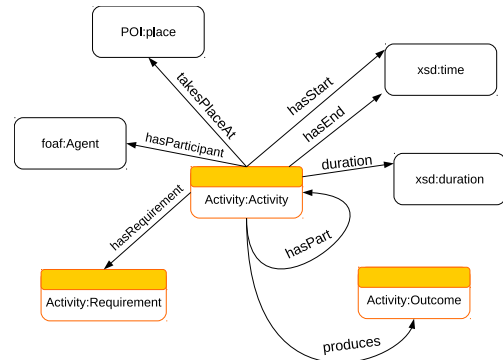 POI:place
hasStart
xsd:time
takesPlaceAt
hasEnd
foaf:Agent
hasParticipant
duration
xsd:duration
Activity:Activity
hasRequirement
hasPart
Activity:Requirement
Activity:Outcome
produces